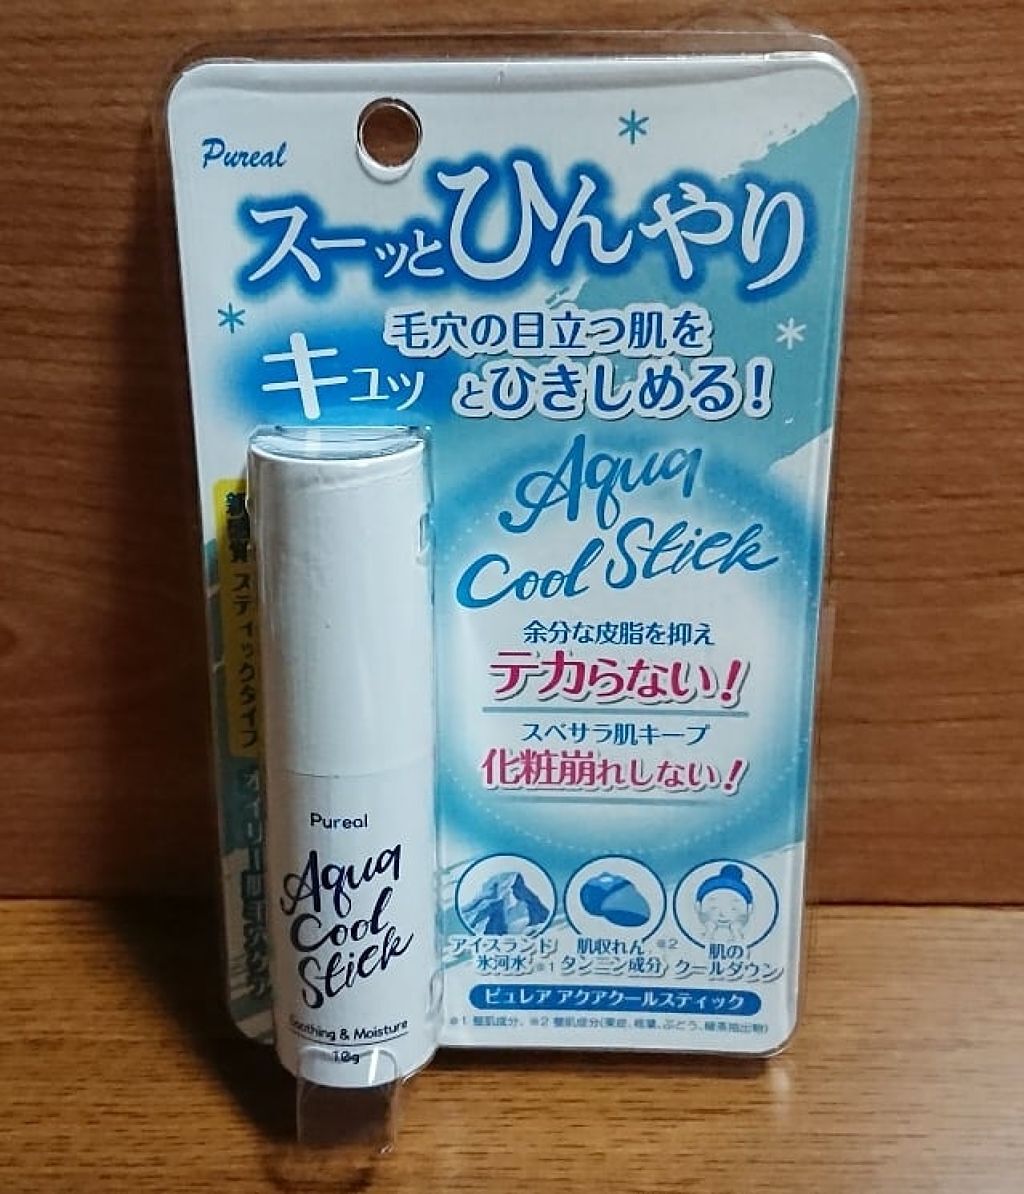 Pureal
スーッとひんやり
毛穴の目立つ肌を
キュッとひきしめる！
Aqua
Cool Stick
余分な皮脂を抑え
テカらない！
スベサラ肌キープ
化粧崩れしない！
アイスランド
氷河水※1
肌収れん※2
タンニン成分
肌の
クールダウン
ピュレア アクアクールスティック
スティックタイプ
Pureal
Aqua
Cool
Stick
Soothing & Moisture
10g